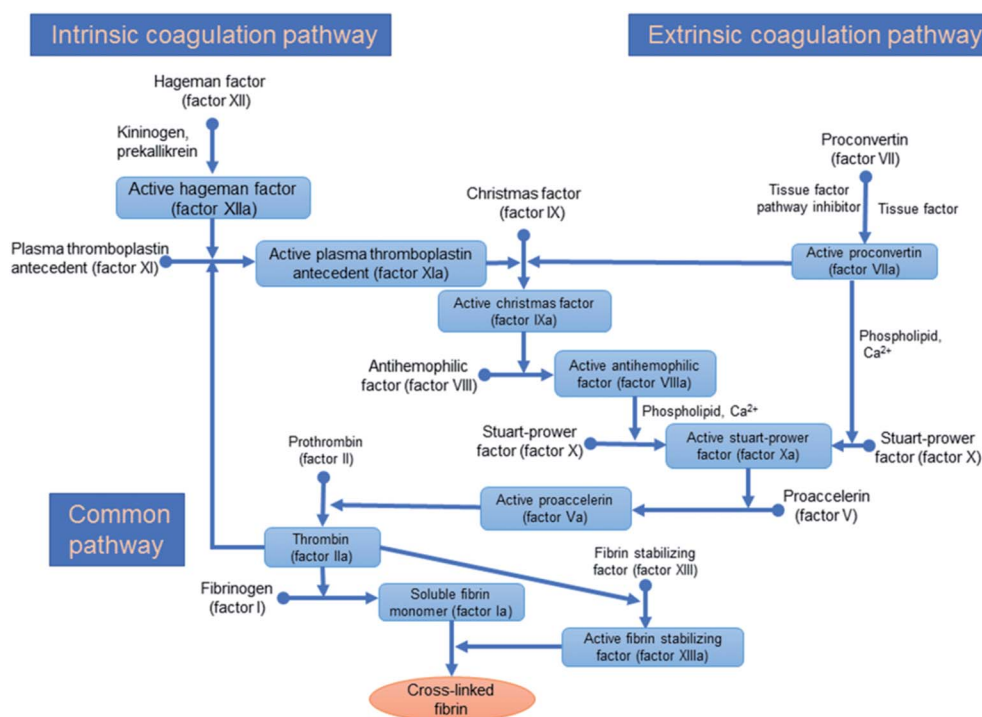 Intrinsic coagulation pathway
Extrinsic coagulation pathway
Hageman factor
(factor XII)
Kininogen,
prekallikrein
Proconvertin
(factor VII)
Active hageman factor
(factor XIIa)
Christmas factor
(factor IX)
Tissue factor
pathway inhibitor
Tissue factor
Plasma thromboplastin
antecedent (factor XI)
Active plasma thromboplastin
antecedent (factor XIa)
Active proconvertin
(factor VIIa)
Active christmas factor
(factor IXa)
Phospholipid,
Ca²⁺
Antihemophilic
factor (factor VIII)
Active antihemophilic
factor (factor VIIIa)
Phospholipid, Ca²⁺
Stuart-prower
factor (factor X)
Active stuart-prower
factor (factor Xa)
Stuart-prower
factor (factor X)
Prothrombin
(factor II)
Active proaccelerin
(factor Va)
Proaccelerin
(factor V)
Common
pathway
Thrombin
(factor IIa)
Fibrin stabilizing
factor (factor XIII)
Fibrinogen
(factor I)
Soluble fibrin
monomer (factor Ia)
Active fibrin stabilizing
factor (factor XIIIa)
Cross-linked
fibrin